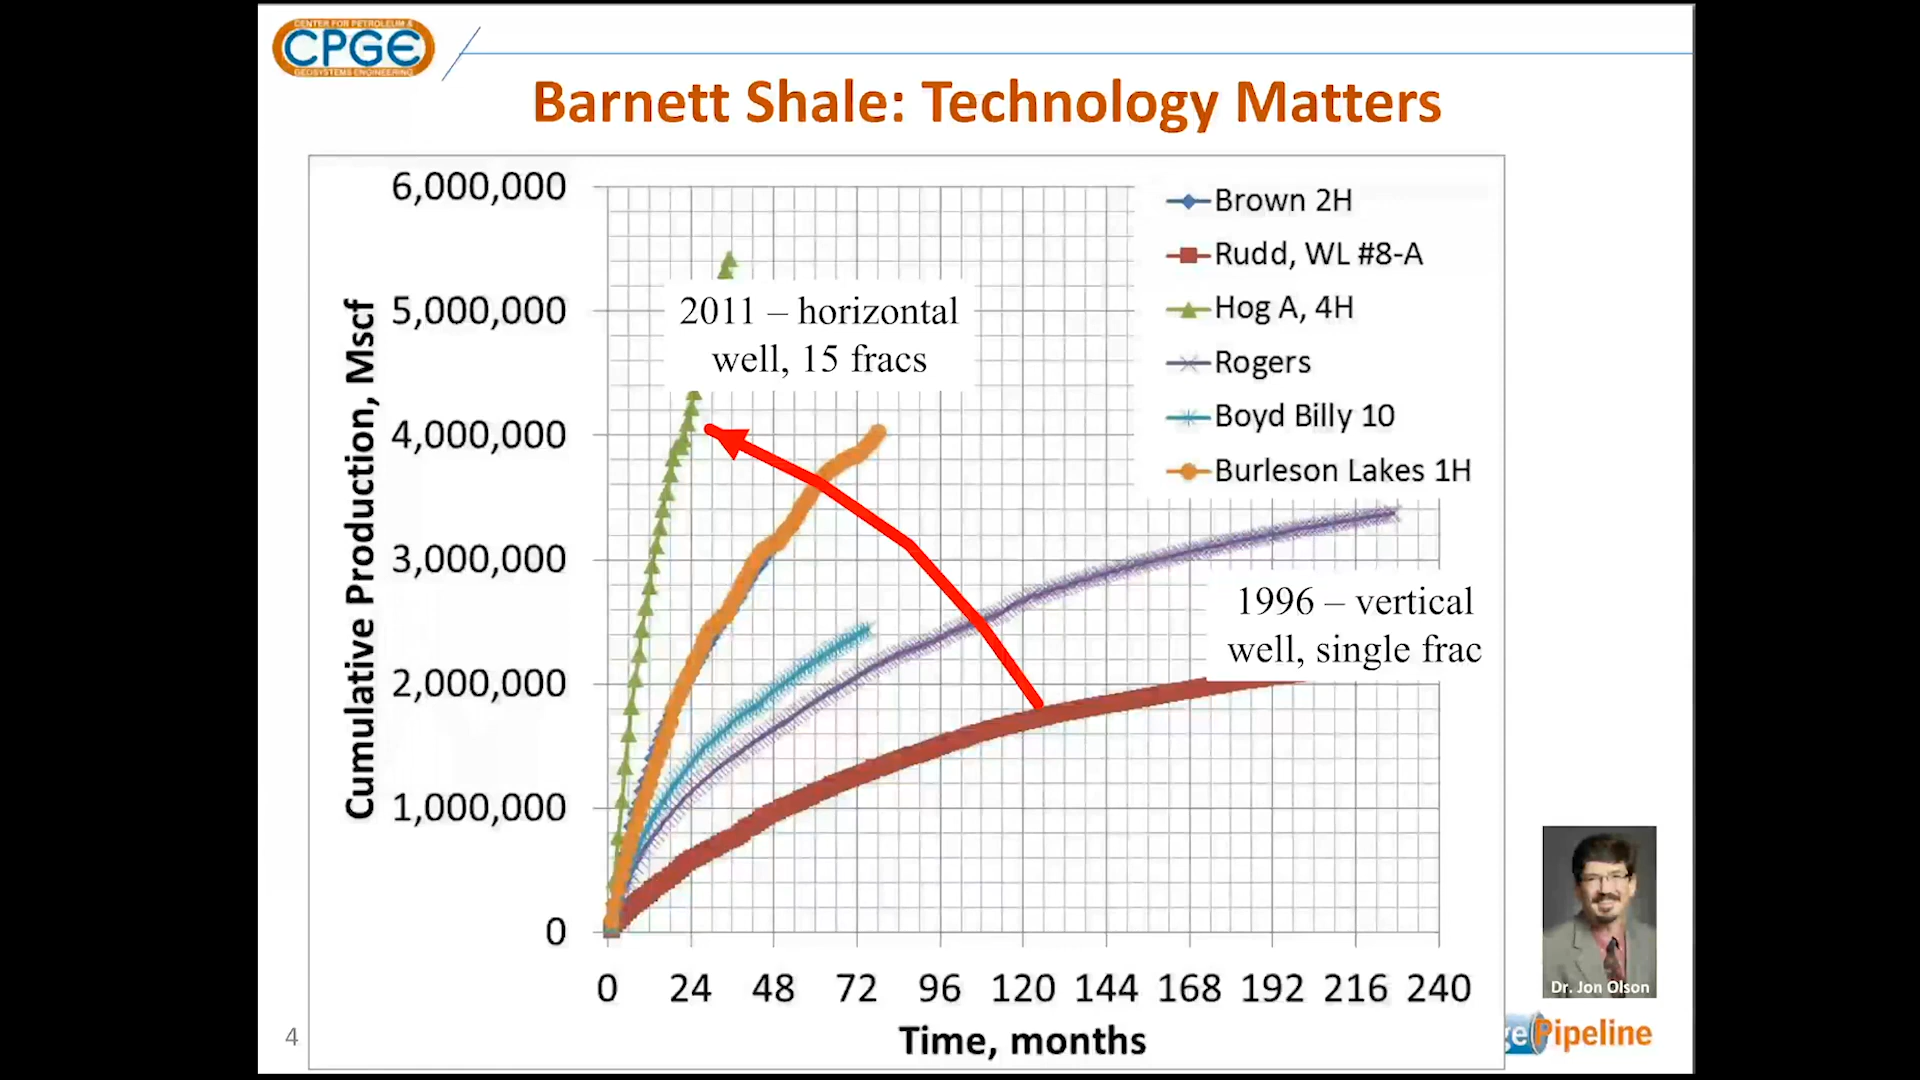 CENTER FOR PETROLEUM &
CPGE
GEOSYSTEMS ENGINEERING
Barnett Shale: Technology Matters
Cumulative Production, Mscf
6,000,000
5,000,000
4,000,000
3,000,000
2,000,000
1,000,000
0
2011 – horizontal
well, 15 fracs
Brown 2H
Rudd, WL #8-A
Hog A, 4H
Rogers
Boyd Billy 10
Burleson Lakes 1H
1996 – vertical
well, single frac
0 24 48 72 96 120 144 168 192 216 240
Time, months
Dr. Jon Olson
ge Pipeline
4